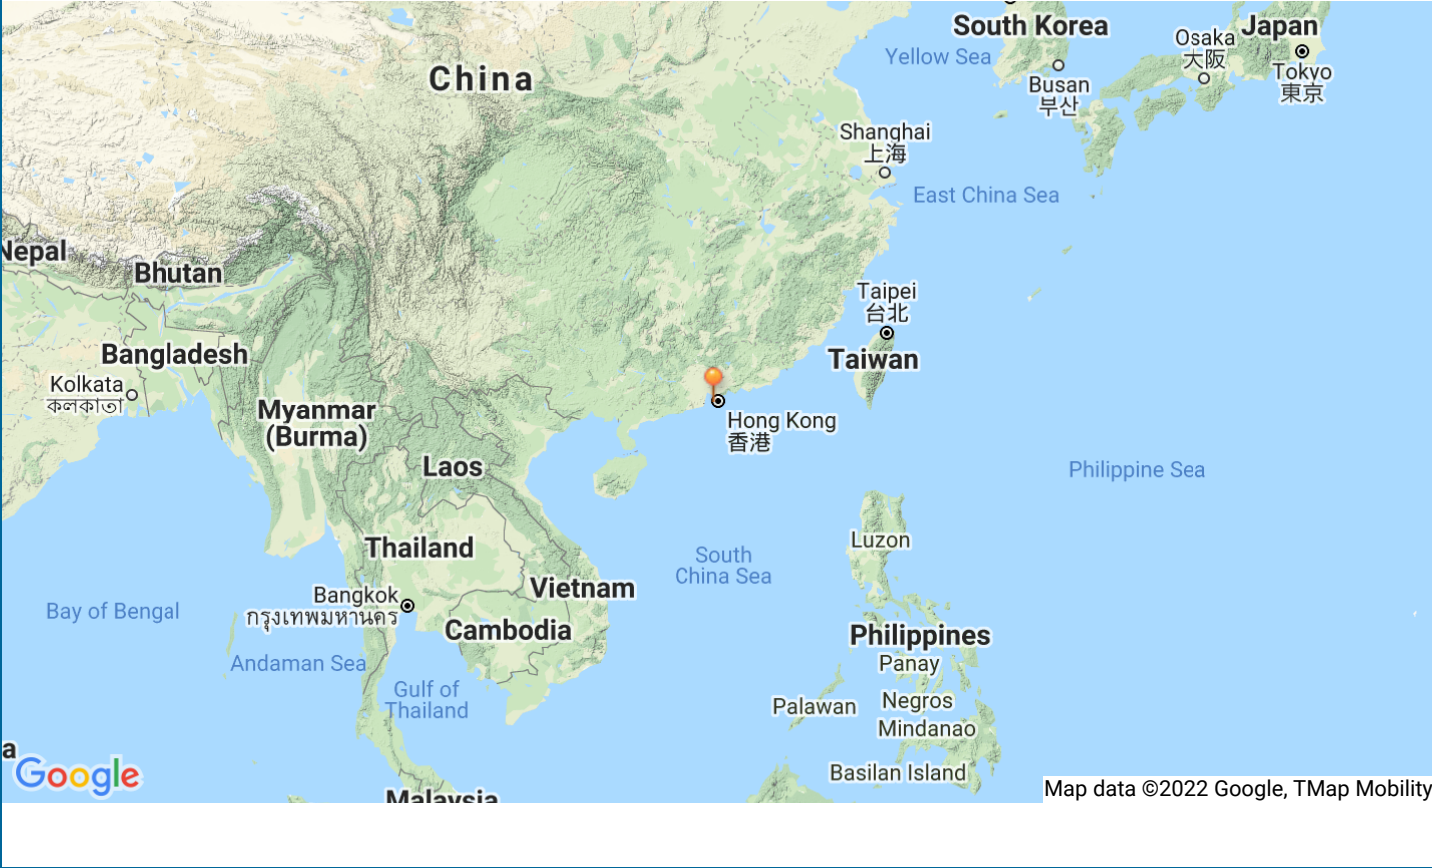 South Korea
Japan
Osaka
大阪
Yellow Sea
Tokyo
東京
China
Busan
부산
Shanghai
上海
East China Sea
Nepal
Bhutan
Taipei
台北
Bangladesh
Taiwan
Kolkata
কলকাতা
Myanmar
(Burma)
Hong Kong
香港
Laos
Philippine Sea
Luzon
Thailand
South
China Sea
Vietnam
Bangkok
กรุงเทพมหานคร
Bay of Bengal
Cambodia
Philippines
Andaman Sea
Panay
Gulf of
Thailand
Negros
Palawan
Mindanao
a
Google
Basilan Island
Map data ©2022 Google, TMap Mobility
Malaysia